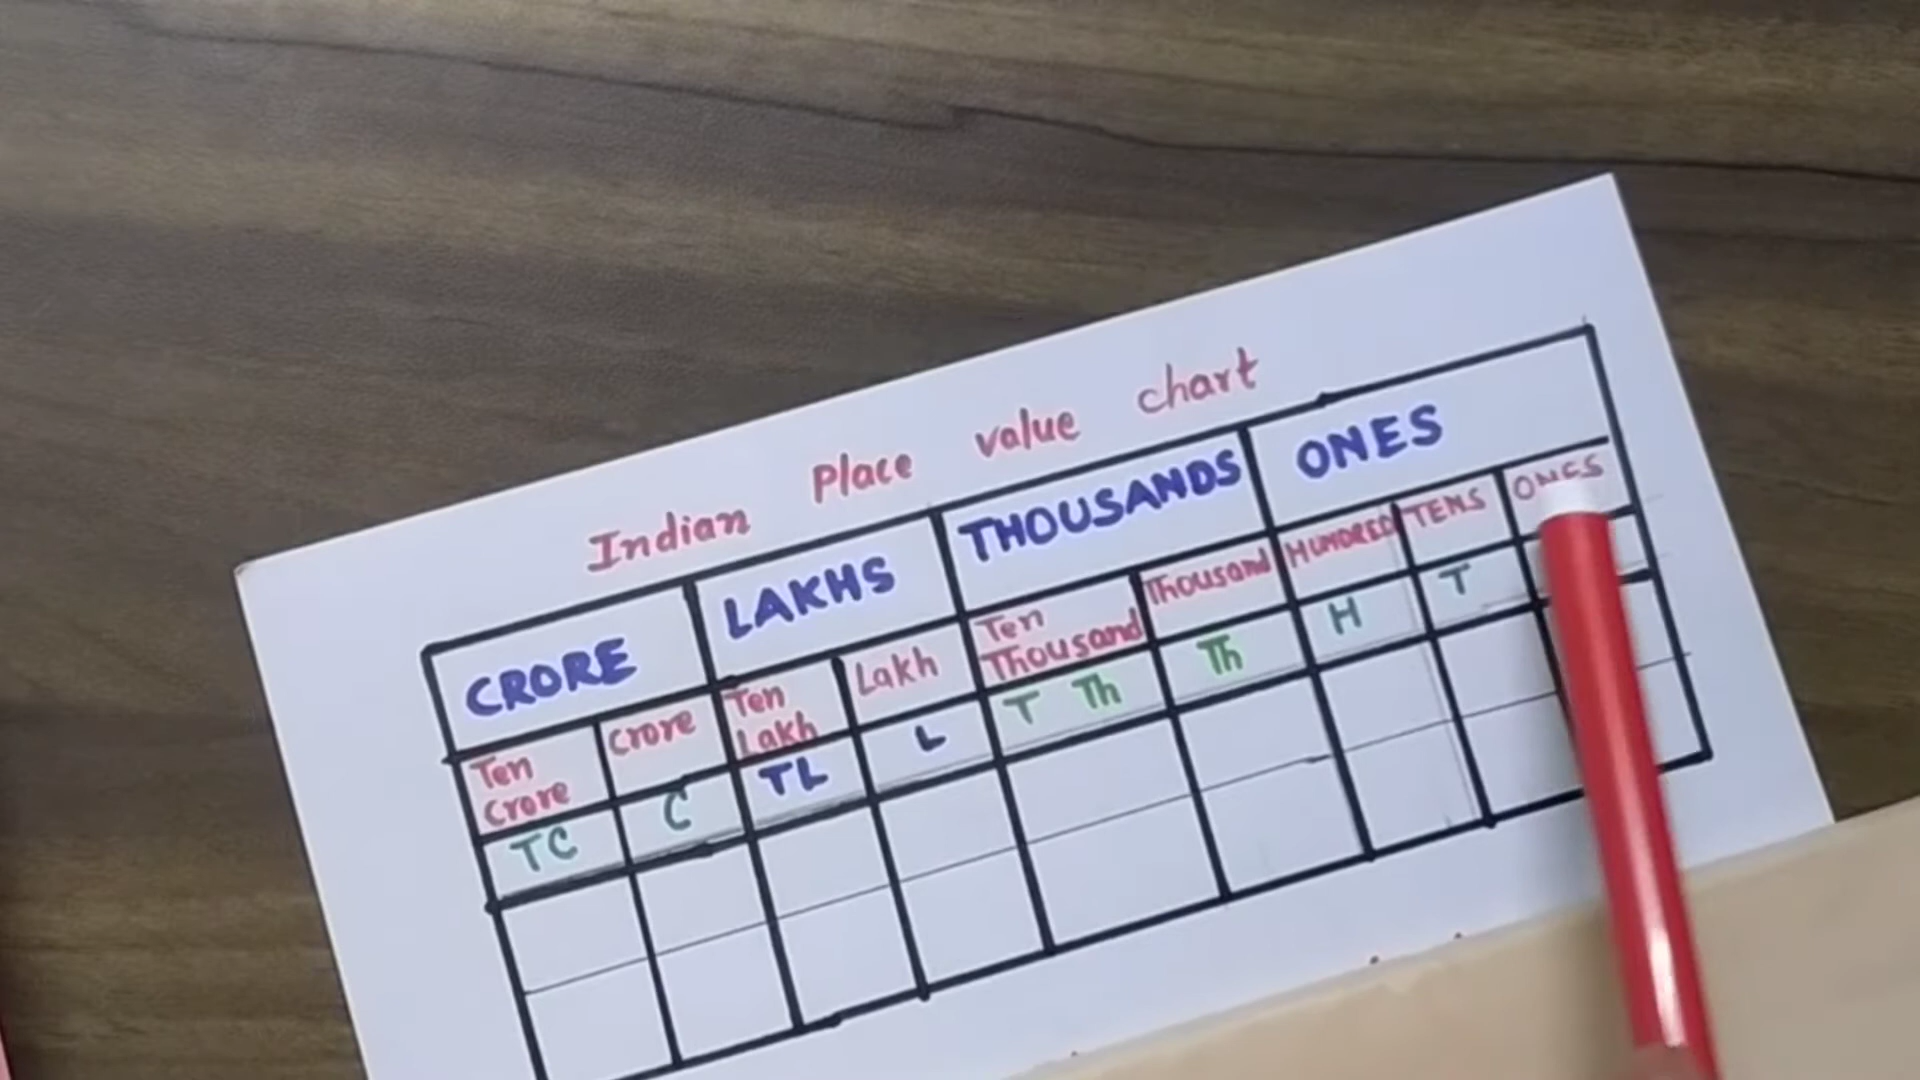 Indian Place value chart
CRORE LAKHS THOUSANDS ONES
Ten Crore Crore Ten Lakh Lakh Ten Thousand Thousand HUNDRED TENS ONES
TC C TL L T Th Th H T